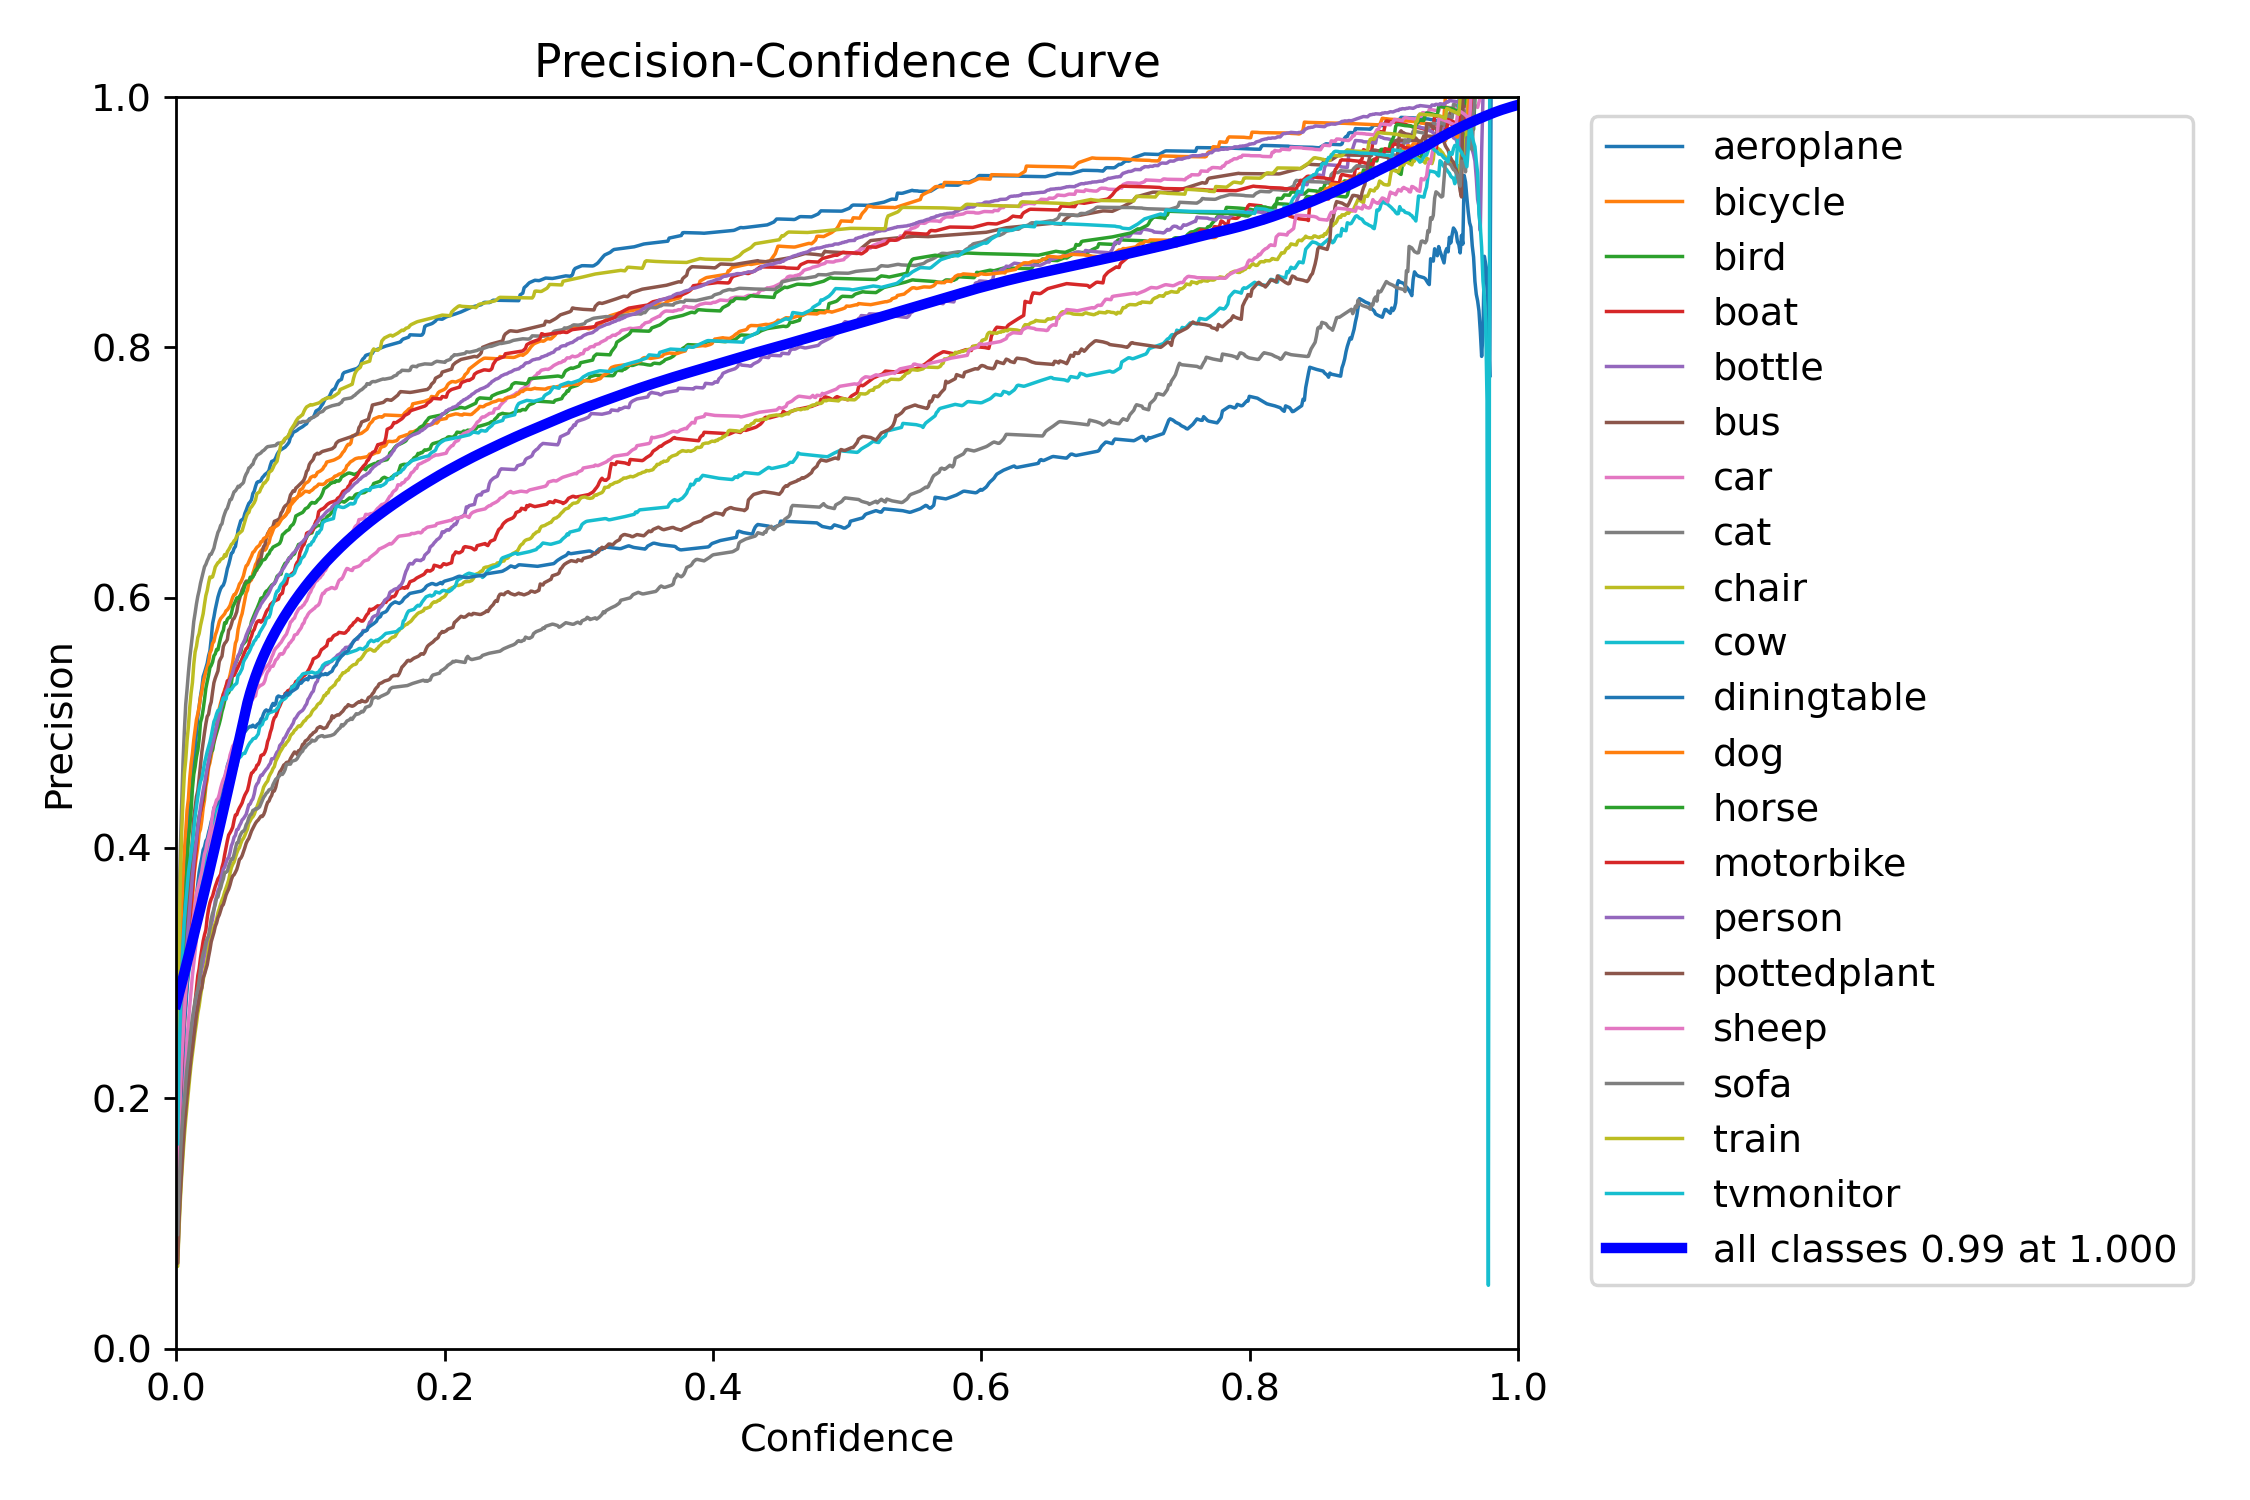 Precision-Confidence Curve
1.0
0.8
0.6
0.4
0.2
0.0
Precision
0.0 0.2 0.4 0.6 0.8 1.0
Confidence
aeroplane
bicycle
bird
boat
bottle
bus
car
cat
chair
cow
diningtable
dog
horse
motorbike
person
pottedplant
sheep
sofa
train
tvmonitor
all classes 0.99 at 1.000